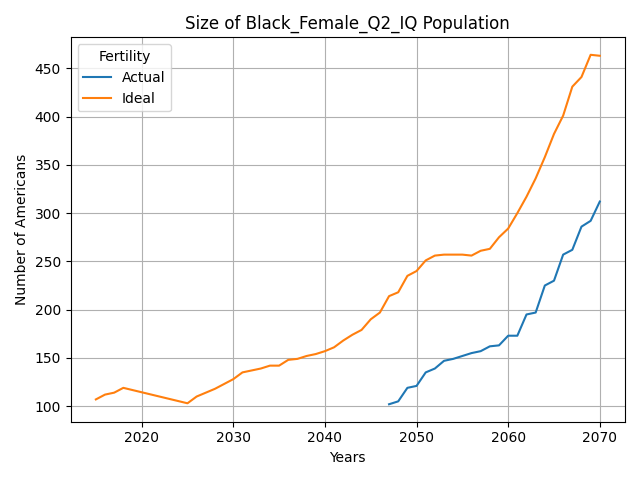 Size of Black_Female_Q2_IQ Population
Fertility
Actual
Ideal
Number of Americans
450
400
350
300
250
200
150
100
2020 2030 2040 2050 2060 2070
Years